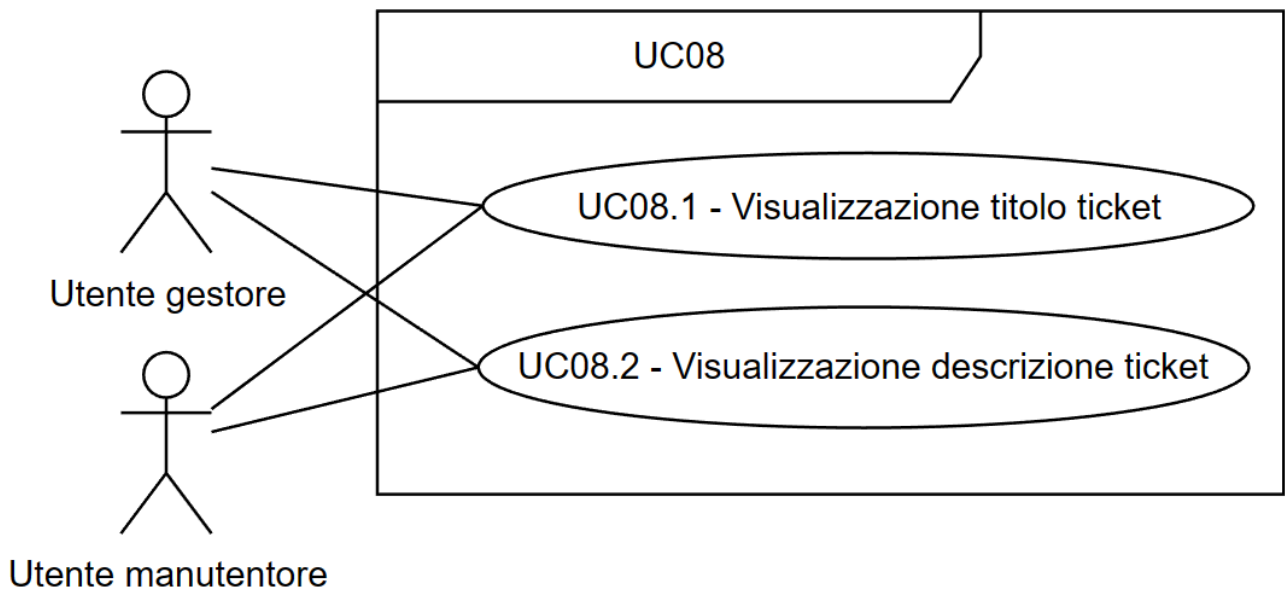 UC08
UC08.1 - Visualizzazione titolo ticket
Utente gestore
UC08.2 - Visualizzazione descrizione ticket
Utente manutentore